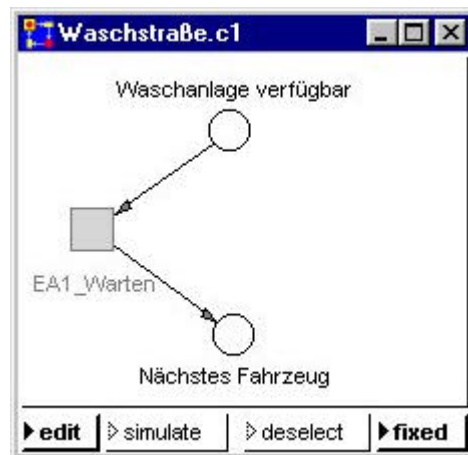 Waschstraße.c1
Waschanlage verfügbar
EA1_Warten
Nächstes Fahrzeug
edit simulate deselect fixed